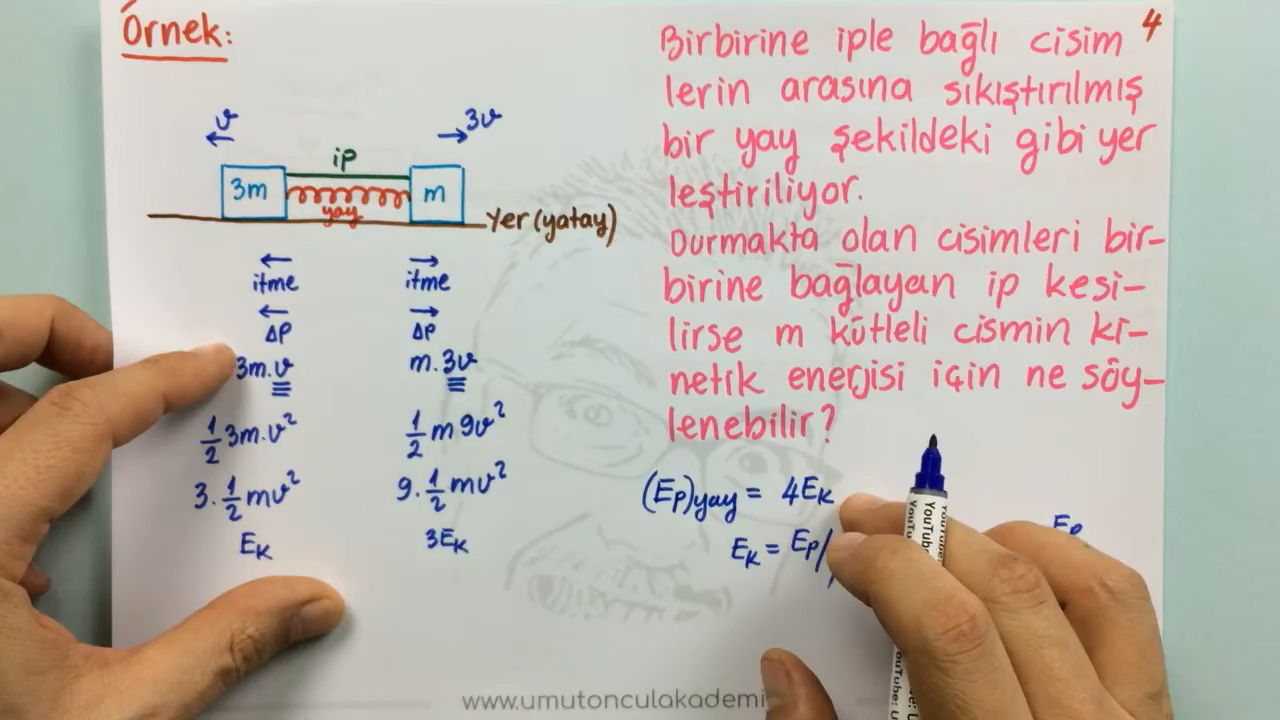 Örnek:
4
Birbirine iple bağlı cisim
lerin arasına sıkıştırılmış
bir yay şekildeki gibi yer
leştiriliyor.
Durmakta olan cisimleri bir-
birine bağlayan ip kesi-
lirse m kütleli cismin ki-
netik enerjisi için ne söy-
lenebilir?
v
3v
ip
3m
m
yay
Yer (yatay)
← →
itme itme
← →
ΔP ΔP
3m.v m.3v
1/2 3m.v² 1/2 m 9v²
3. 1/2 mv² 9. 1/2 mv²
EK 3EK
(Ep)yay = 4EK
EK = Ep/
www.umutonculakademi
YouTube